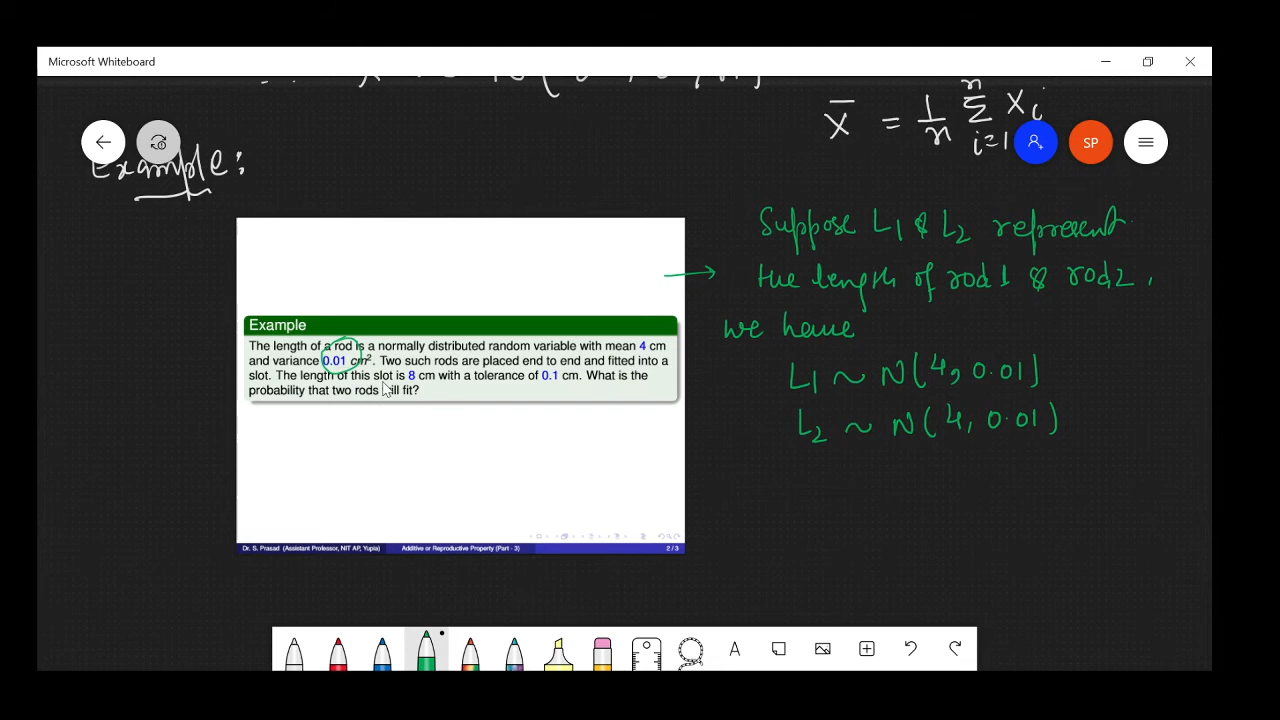 Microsoft Whiteboard
X̄ = 1/n Σ Xi
n
i=1
SP
Example:
Suppose L1 & L2 represent
the length of rod 1 & rod 2,
we have
L1 ~ N(4, 0.01)
L2 ~ N(4, 0.01)
Example
The length of a rod is a normally distributed random variable with mean 4 cm
and variance 0.01 cm². Two such rods are placed end to end and fitted into a
slot. The length of this slot is 8 cm with a tolerance of 0.1 cm. What is the
probability that two rods will fit?
Dr. S. Prasad (Assistant Professor, NIT AP, Yupia) Additive or Reproductive Property (Part - 3) 2 / 3
A